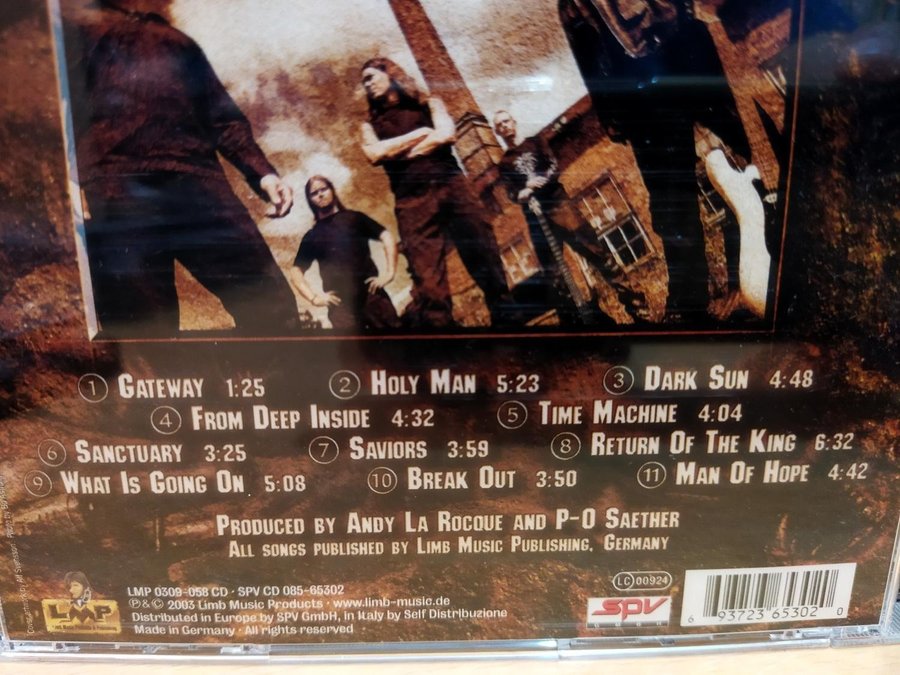 1 Gateway 1:25 2 Holy Man 5:23 3 Dark Sun 4:48
4 From Deep Inside 4:32 5 Time Machine 4:04
6 Sanctuary 3:25 7 Saviors 3:59 8 Return Of The King 6:32
9 What Is Going On 5:08 10 Break Out 3:50 11 Man Of Hope 4:42
Produced by Andy La Rocque and P-O Saether
All songs published by Limb Music Publishing, Germany
LMP
LMP 0309-058 CD · SPV CD 085-65302
℗ & © 2003 Limb Music Products · www.limb-music.de
Distributed in Europe by SPV GmbH, in Italy by Self Distribuzione
Made in Germany · All rights reserved
LC 00924
SPV
6 93723 65302 0